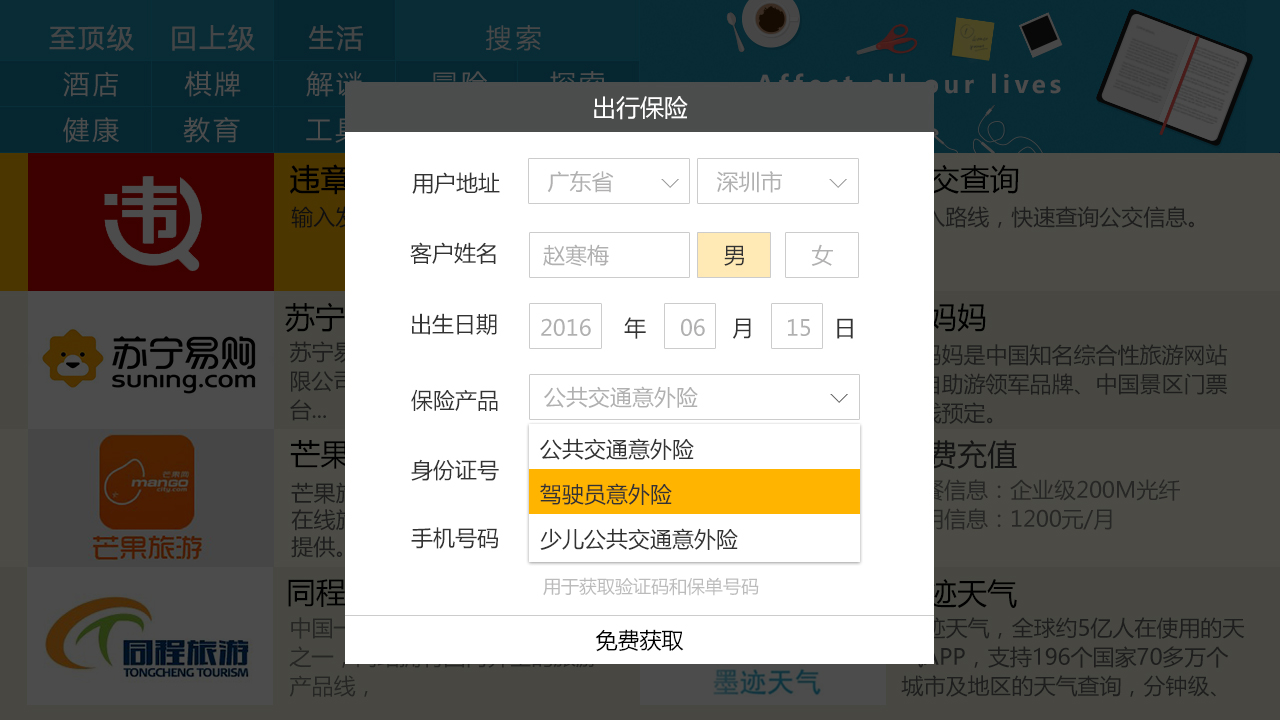 至顶级 回上级 生活 搜索
酒店 棋牌 解谜 冒险 探索
Affect all our lives
健康 教育 工具
出行保险
用户地址 广东省 深圳市
客户姓名 赵寒梅 男 女
出生日期 2016 年 06 月 15 日
保险产品 公共交通意外险
公共交通意外险
身份证号
驾驶员意外险
手机号码
少儿公共交通意外险
用于获取验证码和保单号码
免费获取
违章
输入
交查询
路线，快速查询公交信息。
苏宁易购
suning.com
苏宁
苏宁易
限公司
台...
妈妈
妈妈是中国知名综合性旅游网站
自助游领军品牌、中国景区门票
预定。
芒果游
mango
city.com
芒果旅游
芒果
芒果旅
在线旅
提供。
费充值
信息：企业级200M光纤
信息：1200元/月
同程旅游
TONGCHENG TOURISM
同程
中国一
之一，
产品线，
墨迹天气
迹天气
迹天气，全球约5亿人在使用的天
APP，支持196个国家70多万个
城市及地区的天气查询，分钟级、